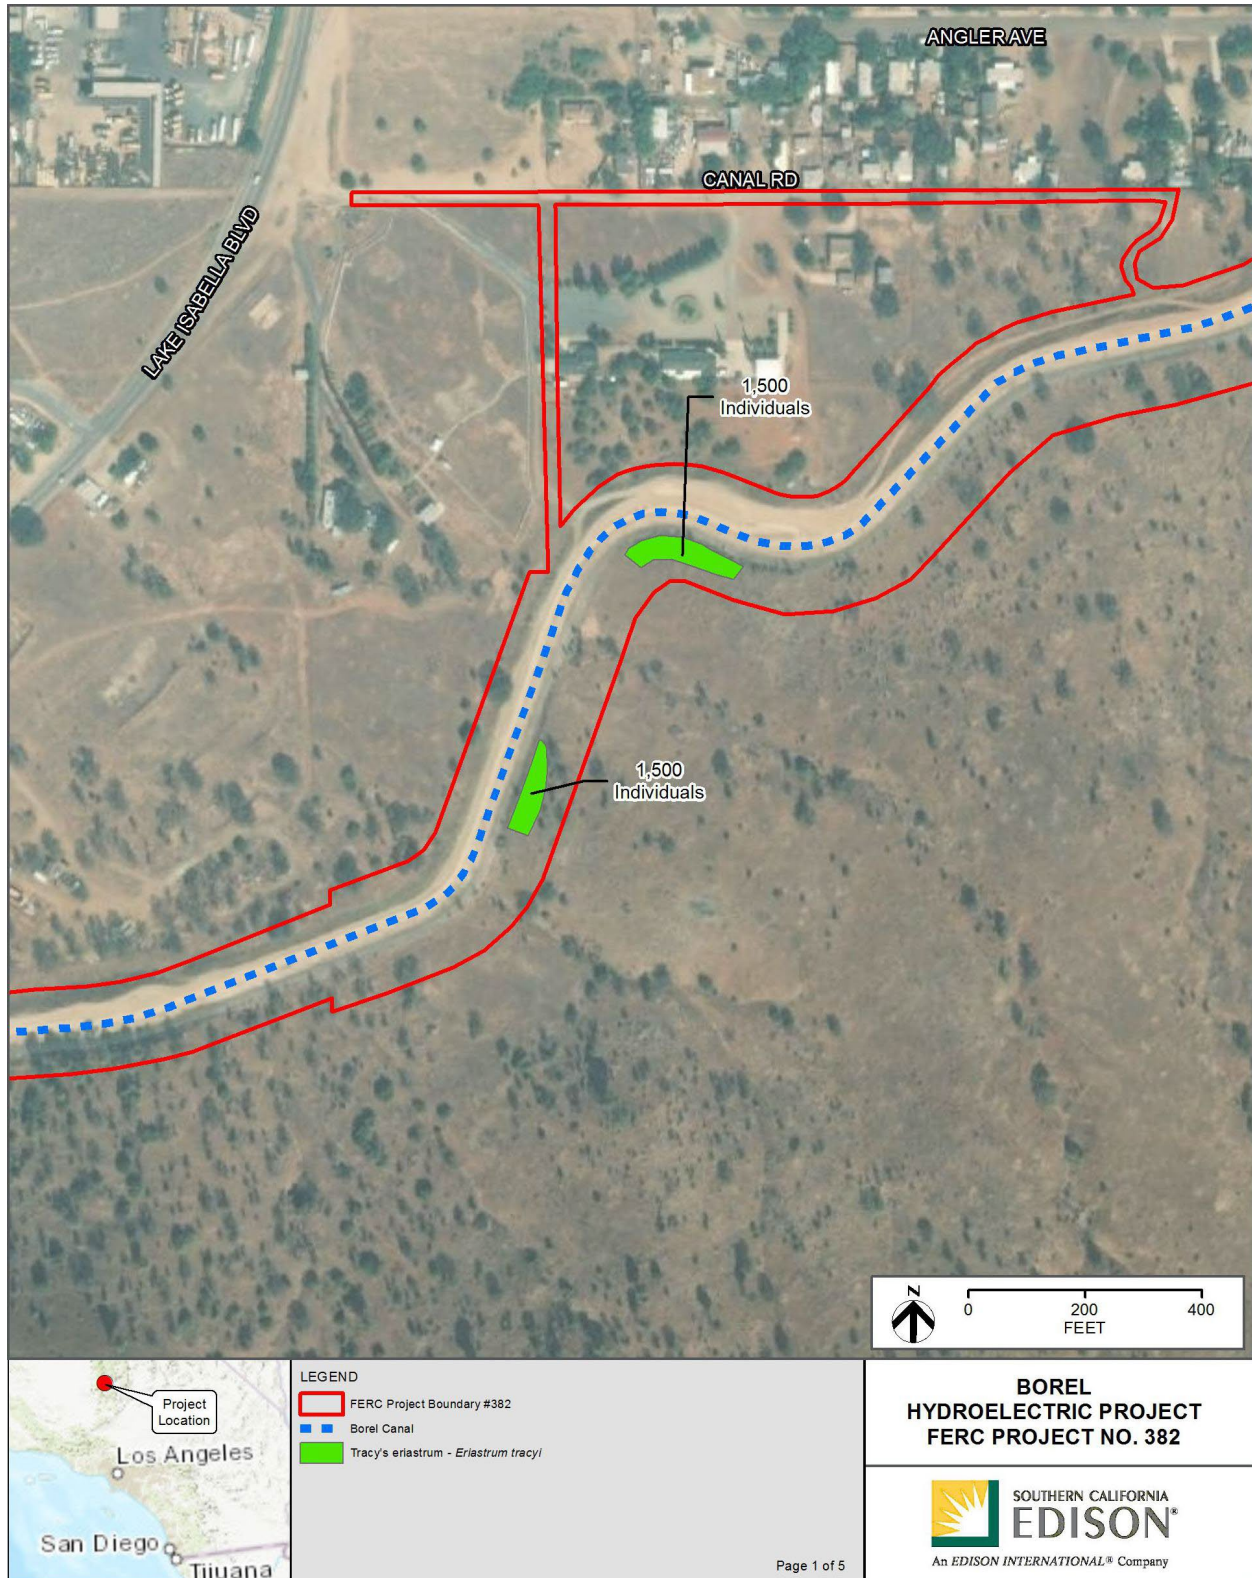 ANGLER AVE
CANAL RD
LAKE ISABELLA BLVD
1,500
Individuals
1,500
Individuals
N
0 200 400
FEET
Project
Location
Los Angeles
San Diego
Tijuana
LEGEND
FERC Project Boundary #382
Borel Canal
Tracy's eriastrum - Eriastrum tracyi
Page 1 of 5
BOREL
HYDROELECTRIC PROJECT
FERC PROJECT NO. 382
SOUTHERN CALIFORNIA
EDISON®
An EDISON INTERNATIONAL® Company